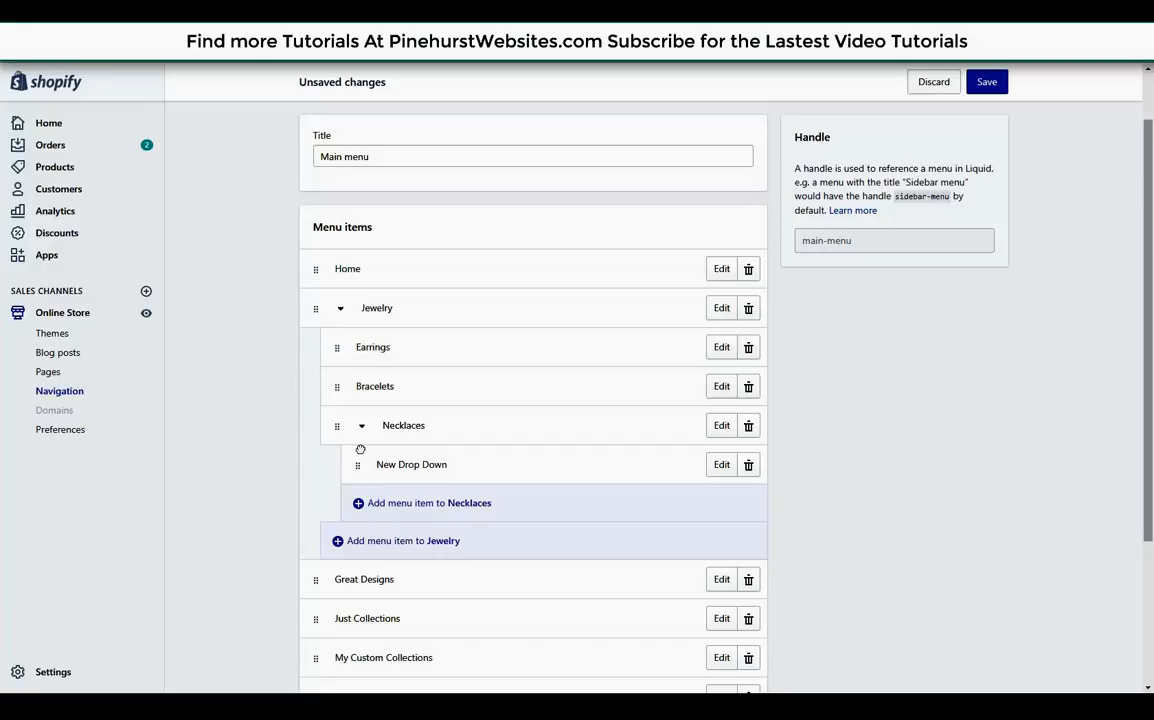 Find more Tutorials At PinehurstWebsites.com Subscribe for the Lastest Video Tutorials
shopify
Unsaved changes
Discard
Save
Home
Orders
2
Products
Customers
Analytics
Discounts
Apps
SALES CHANNELS
Online Store
Themes
Blog posts
Pages
Navigation
Domains
Preferences
Settings
Title
Main menu
Menu items
Home
Edit
Jewelry
Edit
Earrings
Edit
Bracelets
Edit
Necklaces
Edit
New Drop Down
Edit
Add menu item to Necklaces
Add menu item to Jewelry
Great Designs
Edit
Just Collections
Edit
My Custom Collections
Edit
Handle
A handle is used to reference a menu in Liquid.
e.g. a menu with the title "Sidebar menu"
would have the handle sidebar-menu by
default. Learn more
main-menu